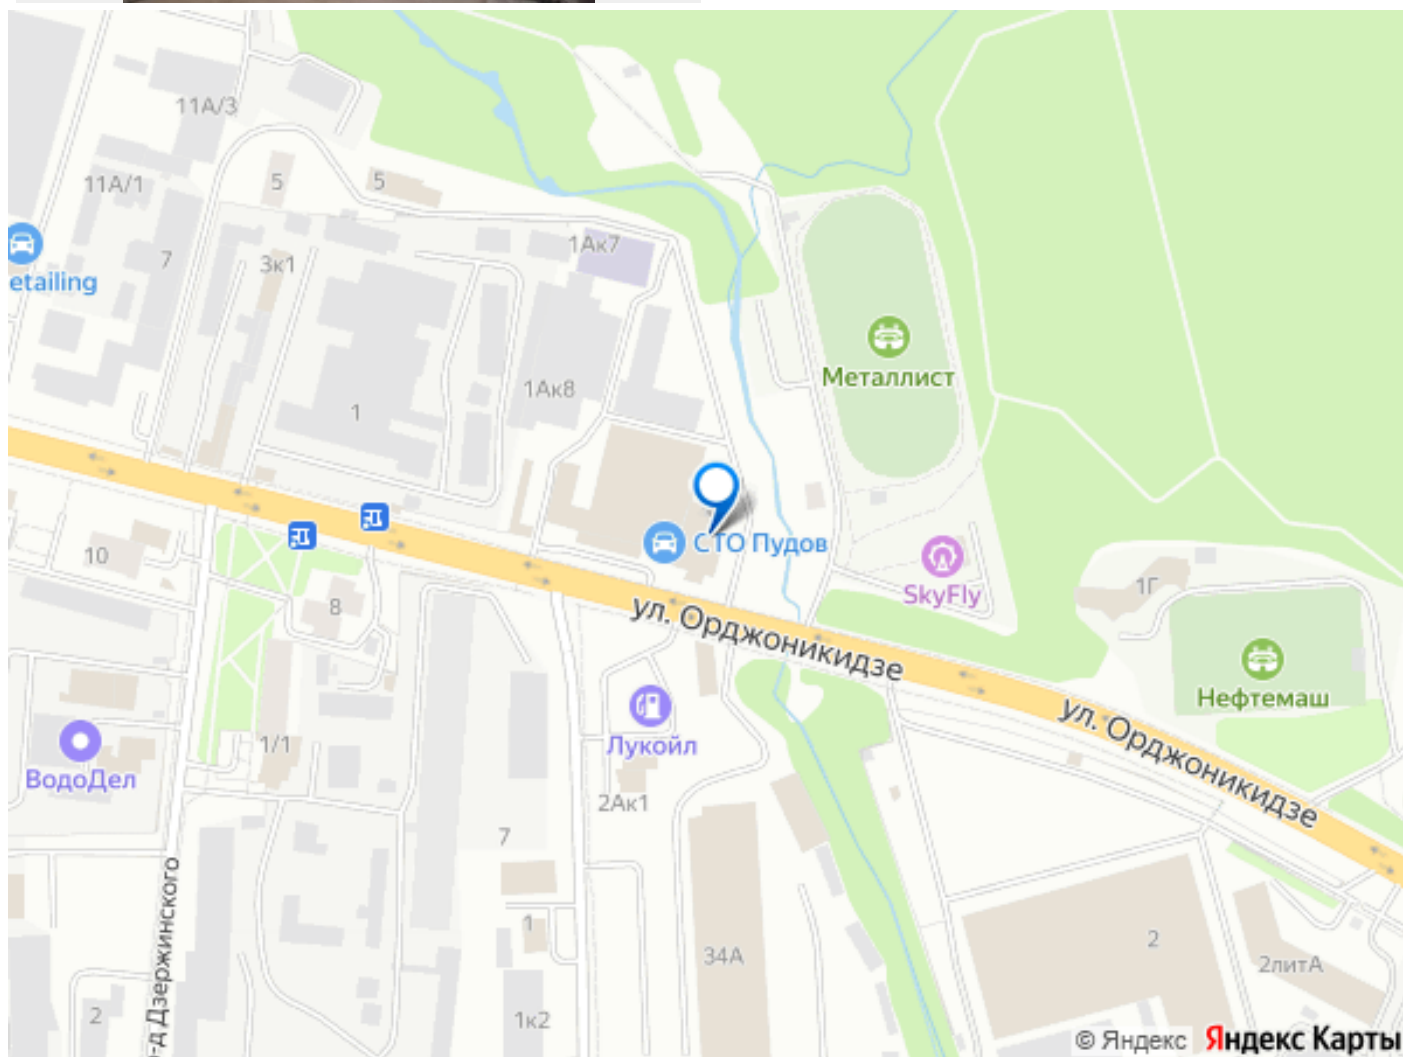 11А/3
11А/1
5
5
7
3к1
1Ак7
etailing
Металлист
1Ак8
1
СТО Пудов
10
8
SkyFly
1Г
ул. Орджоникидзе
Нефтемаш
ул. Орджоникидзе
Лукойл
1/1
ВодоДел
2Ак1
7
-д Дзержинского
1
34А
2
2литА
2
1к2
© Яндекс Яндекс Карты